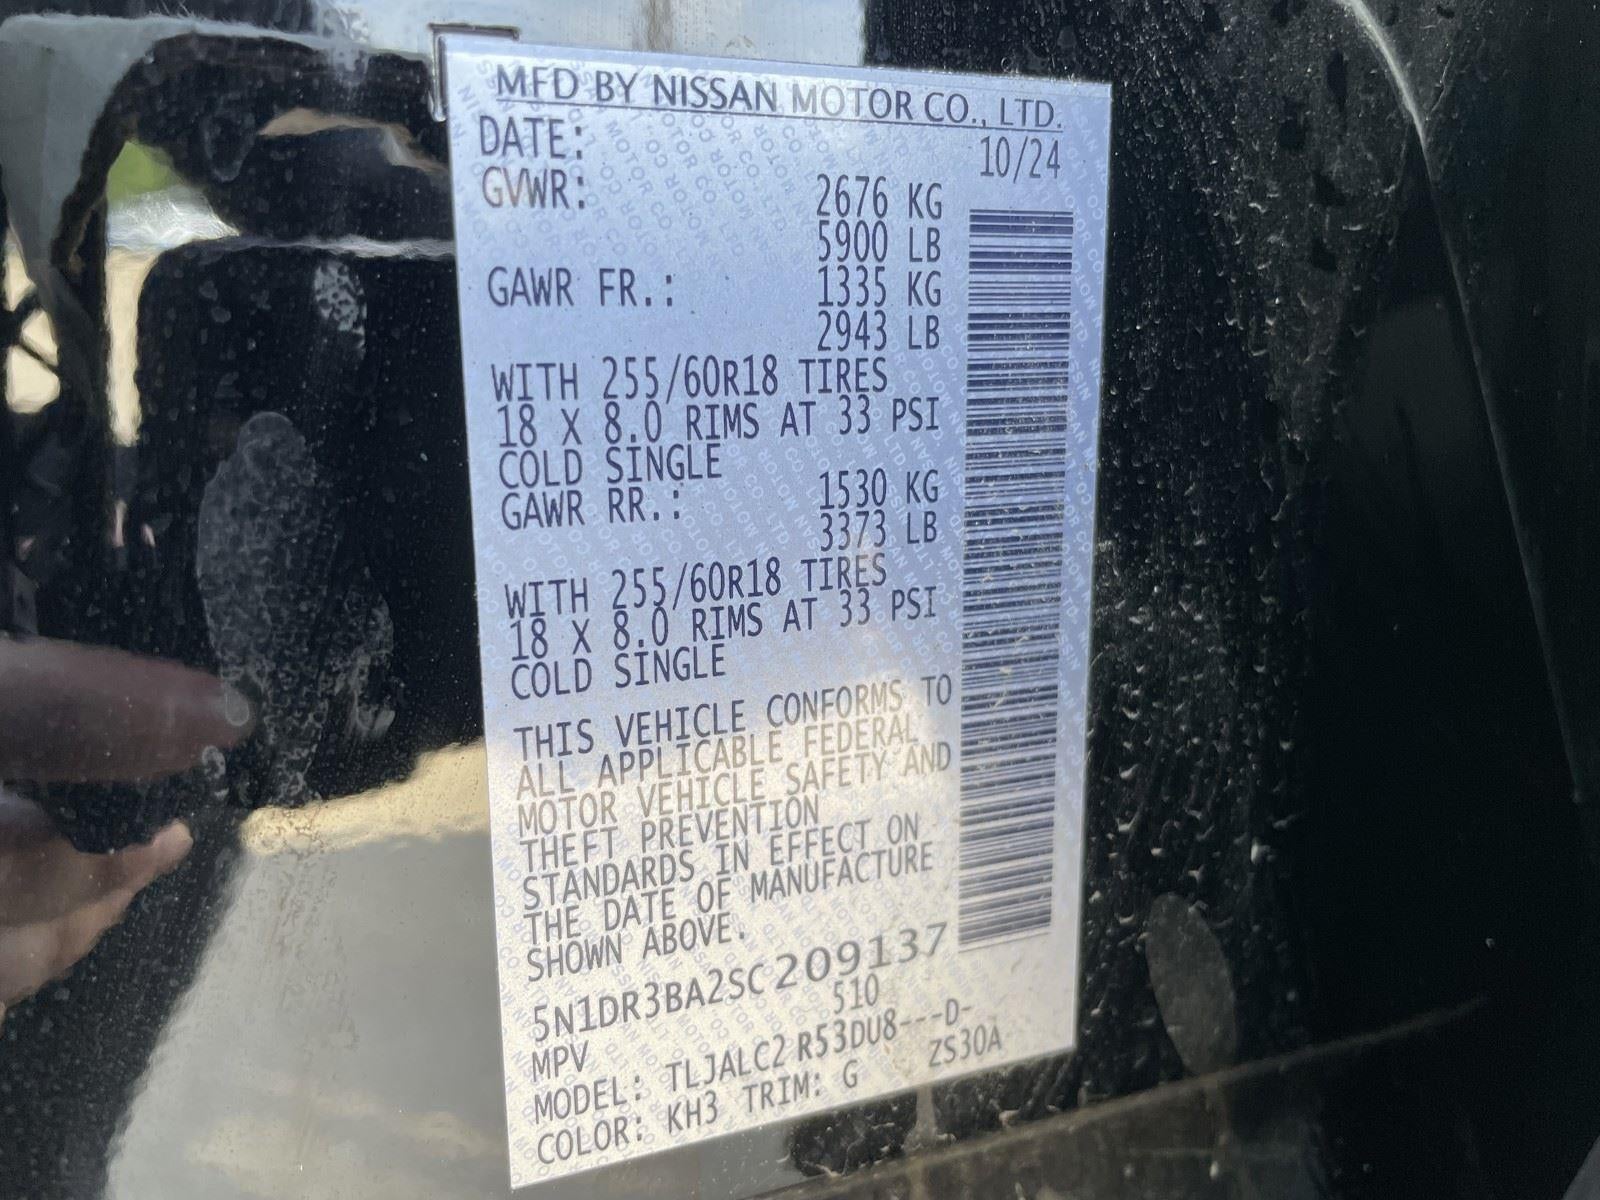 MFD BY NISSAN MOTOR CO., LTD.
DATE: 10/24
GVWR: 2676 KG
5900 LB
GAWR FR.: 1335 KG
2943 LB
WITH 255/60R18 TIRES
18 X 8.0 RIMS AT 33 PSI
COLD SINGLE
GAWR RR.: 1530 KG
3373 LB
WITH 255/60R18 TIRES
18 X 8.0 RIMS AT 33 PSI
COLD SINGLE
THIS VEHICLE CONFORMS TO
ALL APPLICABLE FEDERAL
MOTOR VEHICLE SAFETY AND
THEFT PREVENTION
STANDARDS IN EFFECT ON
THE DATE OF MANUFACTURE
SHOWN ABOVE.
5N1DR3BA2SC209137
MPV 510
MODEL: TLJALC2 R53DU8---D-
COLOR: KH3 TRIM: G ZS30A